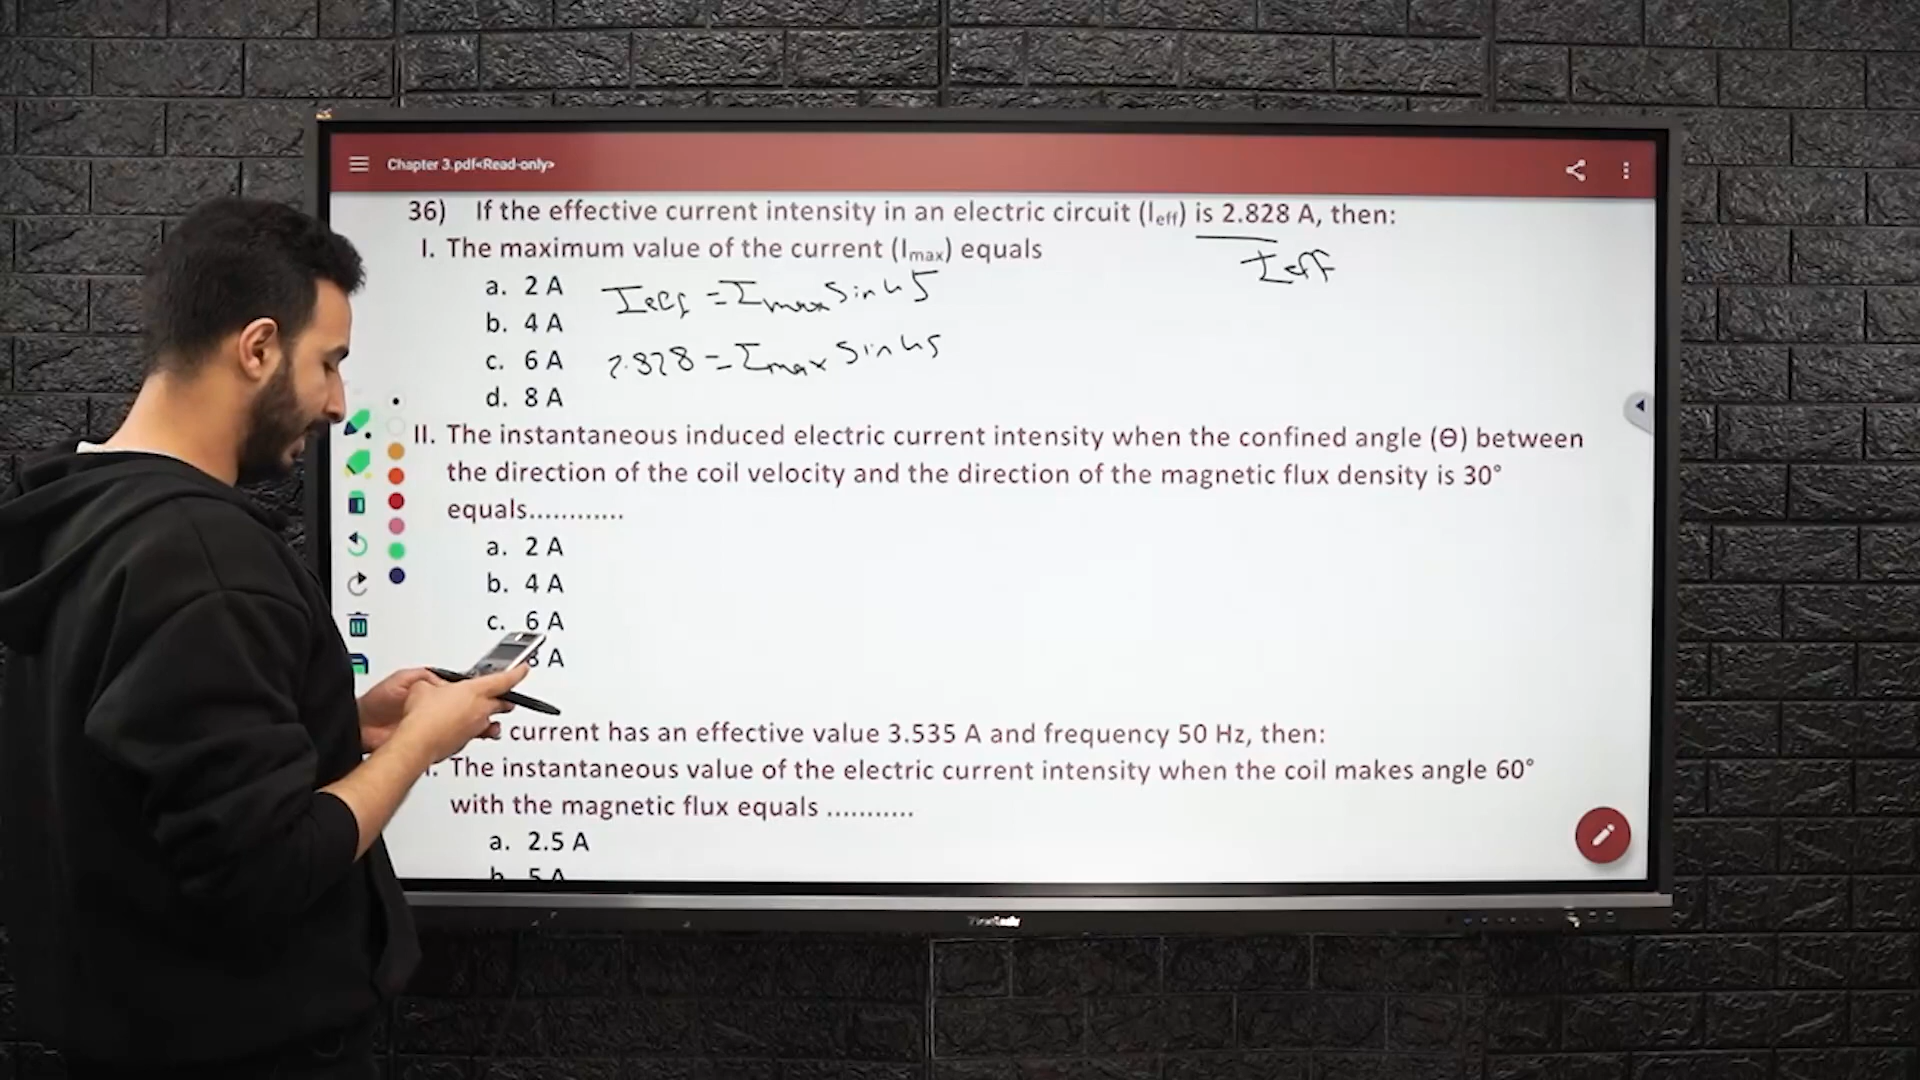 Chapter 3.pdf<Read-only>
36) If the effective current intensity in an electric circuit (Ieff) is 2.828 A, then:
Ieff
I. The maximum value of the current (Imax) equals
a. 2 A
Ieff = Imax Sin 45
b. 4 A
c. 6 A
2.828 = Imax Sin 45
d. 8 A
II. The instantaneous induced electric current intensity when the confined angle (Θ) between
the direction of the coil velocity and the direction of the magnetic flux density is 30°
equals............
a. 2 A
b. 4 A
c. 6 A
8 A
current has an effective value 3.535 A and frequency 50 Hz, then:
The instantaneous value of the electric current intensity when the coil makes angle 60°
with the magnetic flux equals ...........
a. 2.5 A
b 5 A